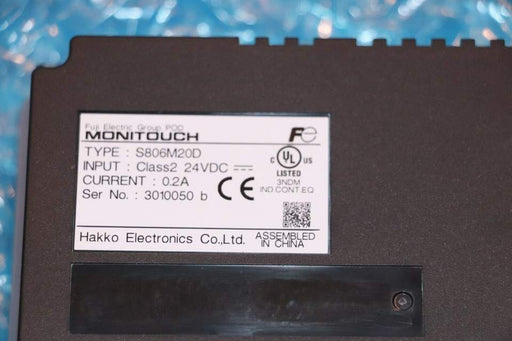 Fuji Electric Group POD
MONITOUCH
Fe
TYPE : S806M20D
INPUT : Class2 24VDC
CURRENT : 0.2A
Ser No. : 3010050 b
C UL US
LISTED
3NDM
IND.CONT.EQ
CE
Hakko Electronics Co.,Ltd.
ASSEMBLED
IN CHINA